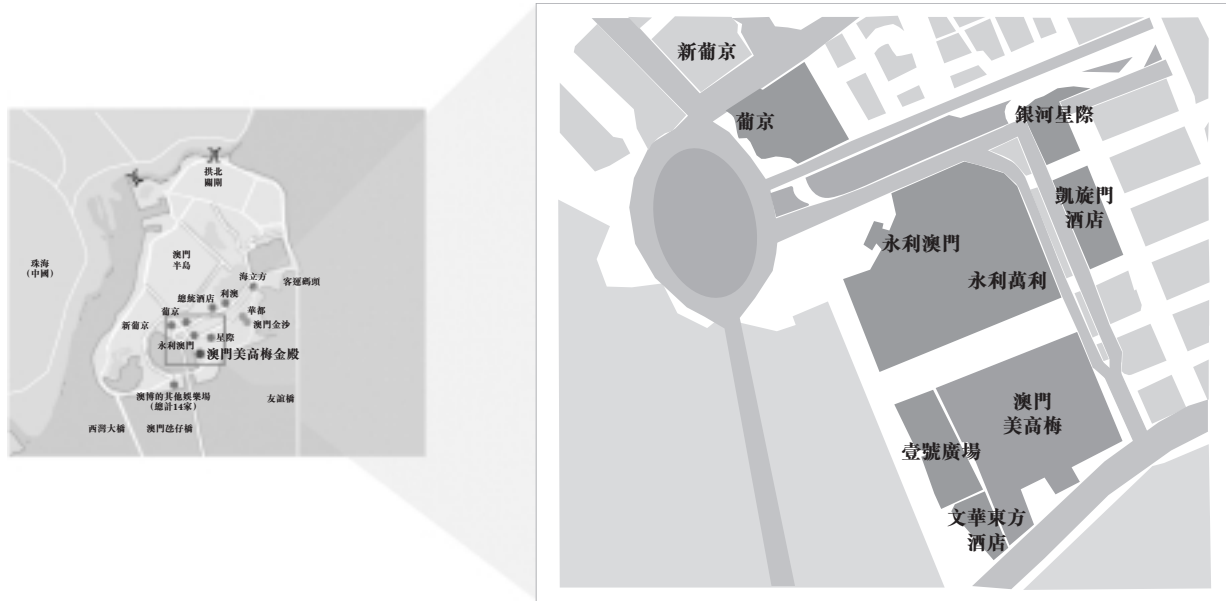 拱北
關閘
珠海
(中國)
澳門
半島
海立方
客運碼頭
總統酒店
利澳
葡京
華都
新葡京
澳門金沙
永利澳門
星際
澳門美高梅金殿
澳博的其他娛樂場
(總計14家)
友誼橋
西灣大橋
澳門氹仔橋
新葡京
葡京
銀河星際
凱旋門
酒店
永利澳門
永利萬利
澳門
美高梅
壹號廣場
文華東方
酒店